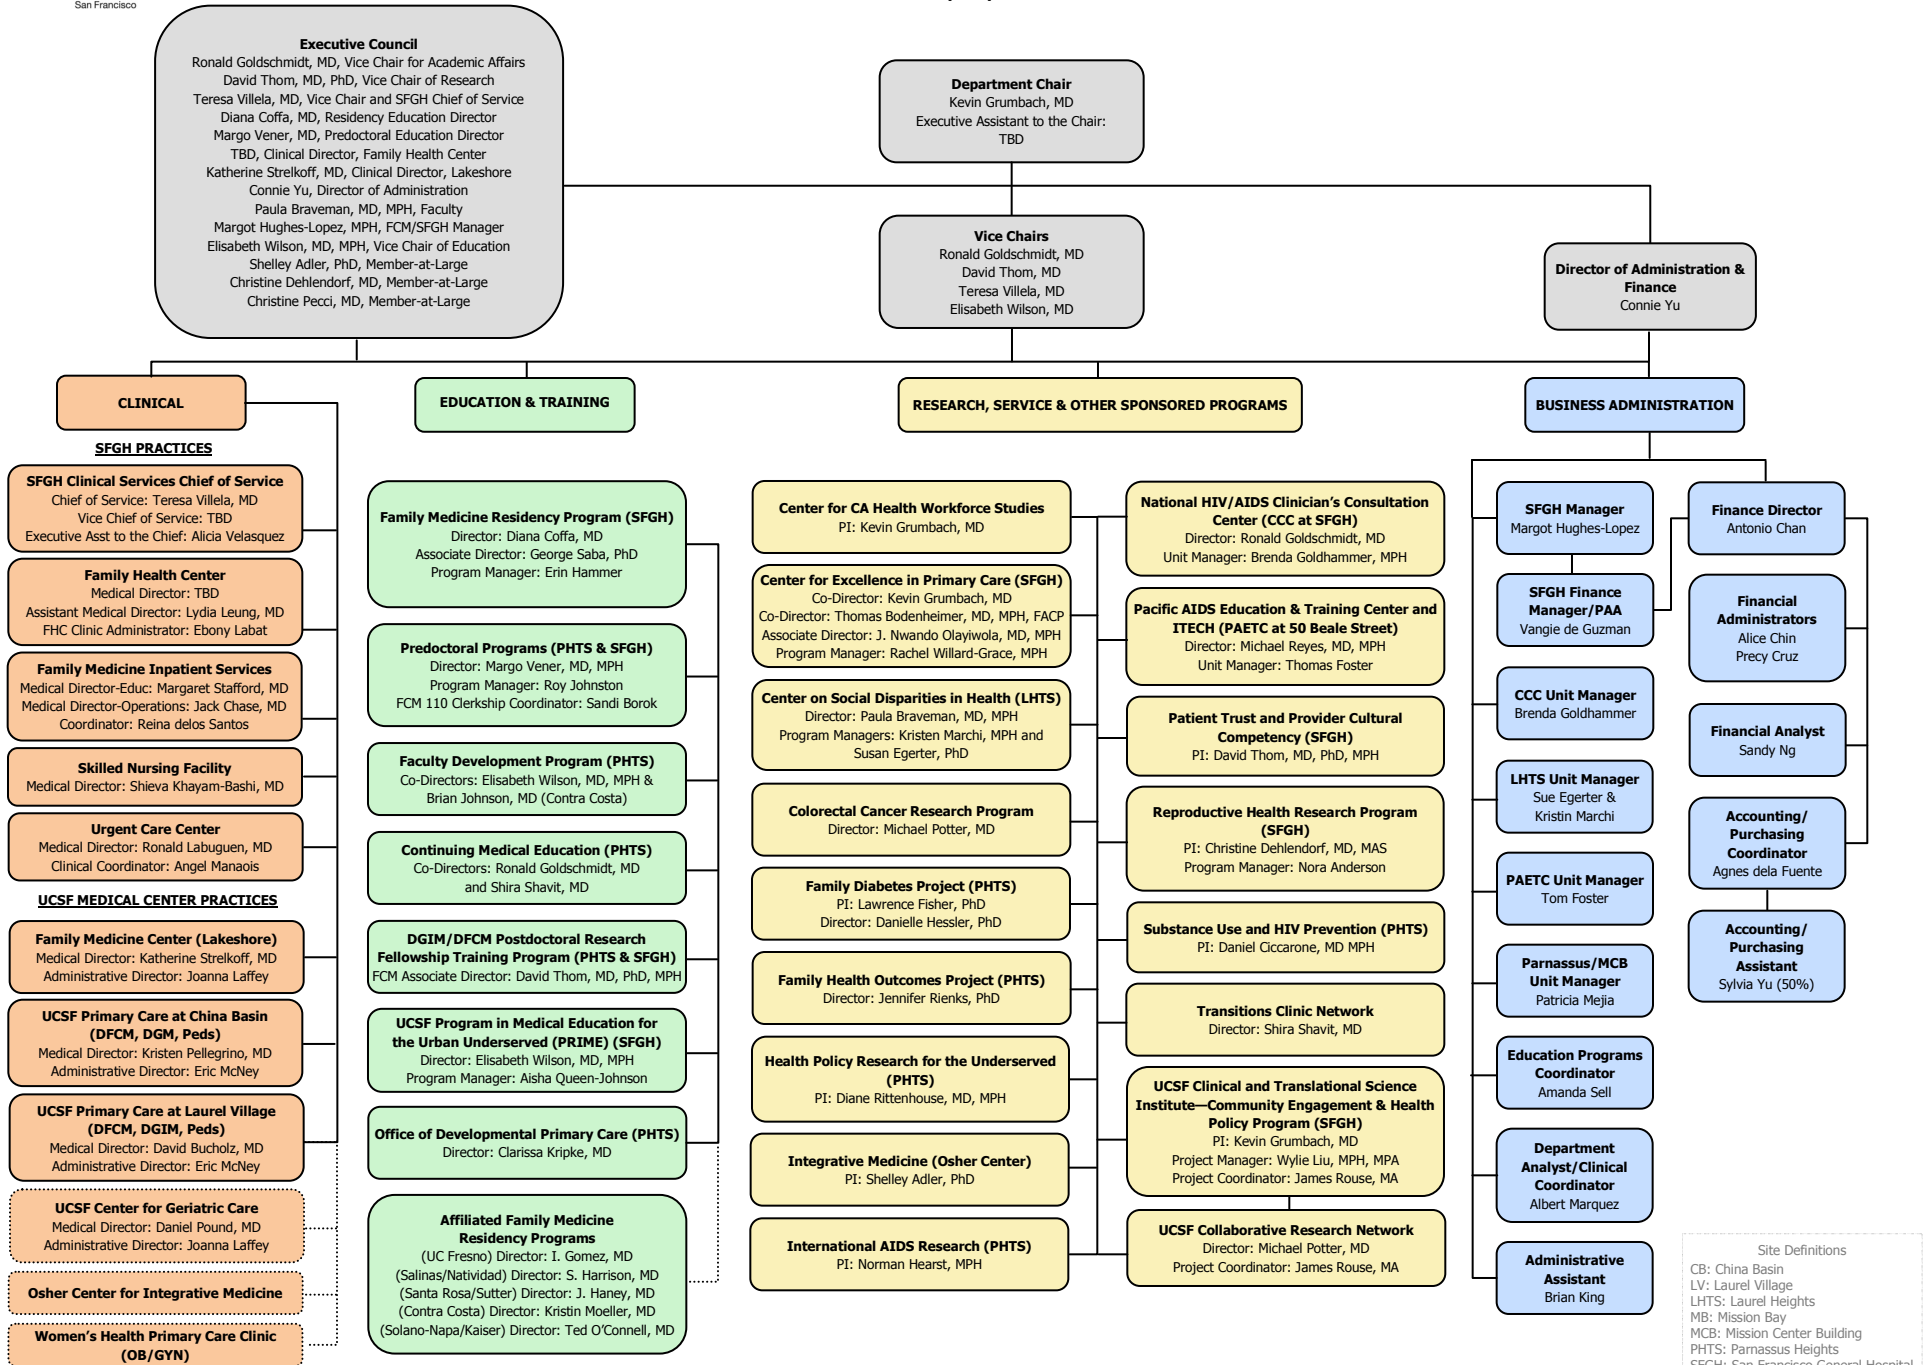 San Francisco
Executive Council
Ronald Goldschmidt, MD, Vice Chair for Academic Affairs
David Thom, MD, PhD, Vice Chair of Research
Teresa Villela, MD, Vice Chair and SFGH Chief of Service
Diana Coffa, MD, Residency Education Director
Margo Vener, MD, Predoctoral Education Director
TBD, Clinical Director, Family Health Center
Katherine Strelkoff, MD, Clinical Director, Lakeshore
Connie Yu, Director of Administration
Paula Braveman, MD, MPH, Faculty
Margot Hughes-Lopez, MPH, FCM/SFGH Manager
Elisabeth Wilson, MD, MPH, Vice Chair of Education
Shelley Adler, PhD, Member-at-Large
Christine Dehlendorf, MD, Member-at-Large
Christine Pecci, MD, Member-at-Large
Department Chair
Kevin Grumbach, MD
Executive Assistant to the Chair:
TBD
Vice Chairs
Ronald Goldschmidt, MD
David Thom, MD
Teresa Villela, MD
Elisabeth Wilson, MD
Director of Administration &
Finance
Connie Yu
CLINICAL
SFGH PRACTICES
SFGH Clinical Services Chief of Service
Chief of Service: Teresa Villela, MD
Vice Chief of Service: TBD
Executive Asst to the Chief: Alicia Velasquez
Family Health Center
Medical Director: TBD
Assistant Medical Director: Lydia Leung, MD
FHC Clinic Administrator: Ebony Labat
Family Medicine Inpatient Services
Medical Director-Educ: Margaret Stafford, MD
Medical Director-Operations: Jack Chase, MD
Coordinator: Reina delos Santos
Skilled Nursing Facility
Medical Director: Shieva Khayam-Bashi, MD
Urgent Care Center
Medical Director: Ronald Labuguen, MD
Clinical Coordinator: Angel Manaois
UCSF MEDICAL CENTER PRACTICES
Family Medicine Center (Lakeshore)
Medical Director: Katherine Strelkoff, MD
Administrative Director: Joanna Laffey
UCSF Primary Care at China Basin
(DFCM, DGM, Peds)
Medical Director: Kristen Pellegrino, MD
Administrative Director: Eric McNey
UCSF Primary Care at Laurel Village
(DFCM, DGIM, Peds)
Medical Director: David Bucholz, MD
Administrative Director: Eric McNey
UCSF Center for Geriatric Care
Medical Director: Daniel Pound, MD
Administrative Director: Joanna Laffey
Osher Center for Integrative Medicine
Women's Health Primary Care Clinic
(OB/GYN)
EDUCATION & TRAINING
Family Medicine Residency Program (SFGH)
Director: Diana Coffa, MD
Associate Director: George Saba, PhD
Program Manager: Erin Hammer
Predoctoral Programs (PHTS & SFGH)
Director: Margo Vener, MD, MPH
Program Manager: Roy Johnston
FCM 110 Clerkship Coordinator: Sandi Borok
Faculty Development Program (PHTS)
Co-Directors: Elisabeth Wilson, MD, MPH &
Brian Johnson, MD (Contra Costa)
Continuing Medical Education (PHTS)
Co-Directors: Ronald Goldschmidt, MD
and Shira Shavit, MD
DGIM/DFCM Postdoctoral Research
Fellowship Training Program (PHTS & SFGH)
FCM Associate Director: David Thom, MD, PhD, MPH
UCSF Program in Medical Education for
the Urban Underserved (PRIME) (SFGH)
Director: Elisabeth Wilson, MD, MPH
Program Manager: Aisha Queen-Johnson
Office of Developmental Primary Care (PHTS)
Director: Clarissa Kripke, MD
Affiliated Family Medicine
Residency Programs
(UC Fresno) Director: I. Gomez, MD
(Salinas/Natividad) Director: S. Harrison, MD
(Santa Rosa/Sutter) Director: J. Haney, MD
(Contra Costa) Director: Kristin Moeller, MD
(Solano-Napa/Kaiser) Director: Ted O'Connell, MD
RESEARCH, SERVICE & OTHER SPONSORED PROGRAMS
Center for CA Health Workforce Studies
PI: Kevin Grumbach, MD
Center for Excellence in Primary Care (SFGH)
Co-Director: Kevin Grumbach, MD
Co-Director: Thomas Bodenheimer, MD, MPH, FACP
Associate Director: J. Nwando Olayiwola, MD, MPH
Program Manager: Rachel Willard-Grace, MPH
Center on Social Disparities in Health (LHTS)
Director: Paula Braveman, MD, MPH
Program Managers: Kristen Marchi, MPH and
Susan Egerter, PhD
Colorectal Cancer Research Program
Director: Michael Potter, MD
Family Diabetes Project (PHTS)
PI: Lawrence Fisher, PhD
Director: Danielle Hessler, PhD
Family Health Outcomes Project (PHTS)
Director: Jennifer Rienks, PhD
Health Policy Research for the Underserved
(PHTS)
PI: Diane Rittenhouse, MD, MPH
Integrative Medicine (Osher Center)
PI: Shelley Adler, PhD
International AIDS Research (PHTS)
PI: Norman Hearst, MPH
National HIV/AIDS Clinician's Consultation
Center (CCC at SFGH)
Director: Ronald Goldschmidt, MD
Unit Manager: Brenda Goldhammer, MPH
Pacific AIDS Education & Training Center and
ITECH (PAETC at 50 Beale Street)
Director: Michael Reyes, MD, MPH
Unit Manager: Thomas Foster
Patient Trust and Provider Cultural
Competency (SFGH)
PI: David Thom, MD, PhD, MPH
Reproductive Health Research Program
(SFGH)
PI: Christine Dehlendorf, MD, MAS
Program Manager: Nora Anderson
Substance Use and HIV Prevention (PHTS)
PI: Daniel Ciccarone, MD MPH
Transitions Clinic Network
Director: Shira Shavit, MD
UCSF Clinical and Translational Science
Institute—Community Engagement & Health
Policy Program (SFGH)
PI: Kevin Grumbach, MD
Project Manager: Wylie Liu, MPH, MPA
Project Coordinator: James Rouse, MA
UCSF Collaborative Research Network
Director: Michael Potter, MD
Project Coordinator: James Rouse, MA
BUSINESS ADMINISTRATION
SFGH Manager
Margot Hughes-Lopez
SFGH Finance
Manager/PAA
Vangie de Guzman
CCC Unit Manager
Brenda Goldhammer
LHTS Unit Manager
Sue Egerter &
Kristin Marchi
PAETC Unit Manager
Tom Foster
Parnassus/MCB
Unit Manager
Patricia Mejia
Education Programs
Coordinator
Amanda Sell
Department
Analyst/Clinical
Coordinator
Albert Marquez
Administrative
Assistant
Brian King
Finance Director
Antonio Chan
Financial
Administrators
Alice Chin
Precy Cruz
Financial Analyst
Sandy Ng
Accounting/
Purchasing
Coordinator
Agnes dela Fuente
Accounting/
Purchasing
Assistant
Sylvia Yu (50%)
Site Definitions
CB: China Basin
LV: Laurel Village
LHTS: Laurel Heights
MB: Mission Bay
MCB: Mission Center Building
PHTS: Parnassus Heights
SFGH: San Francisco General Hospital